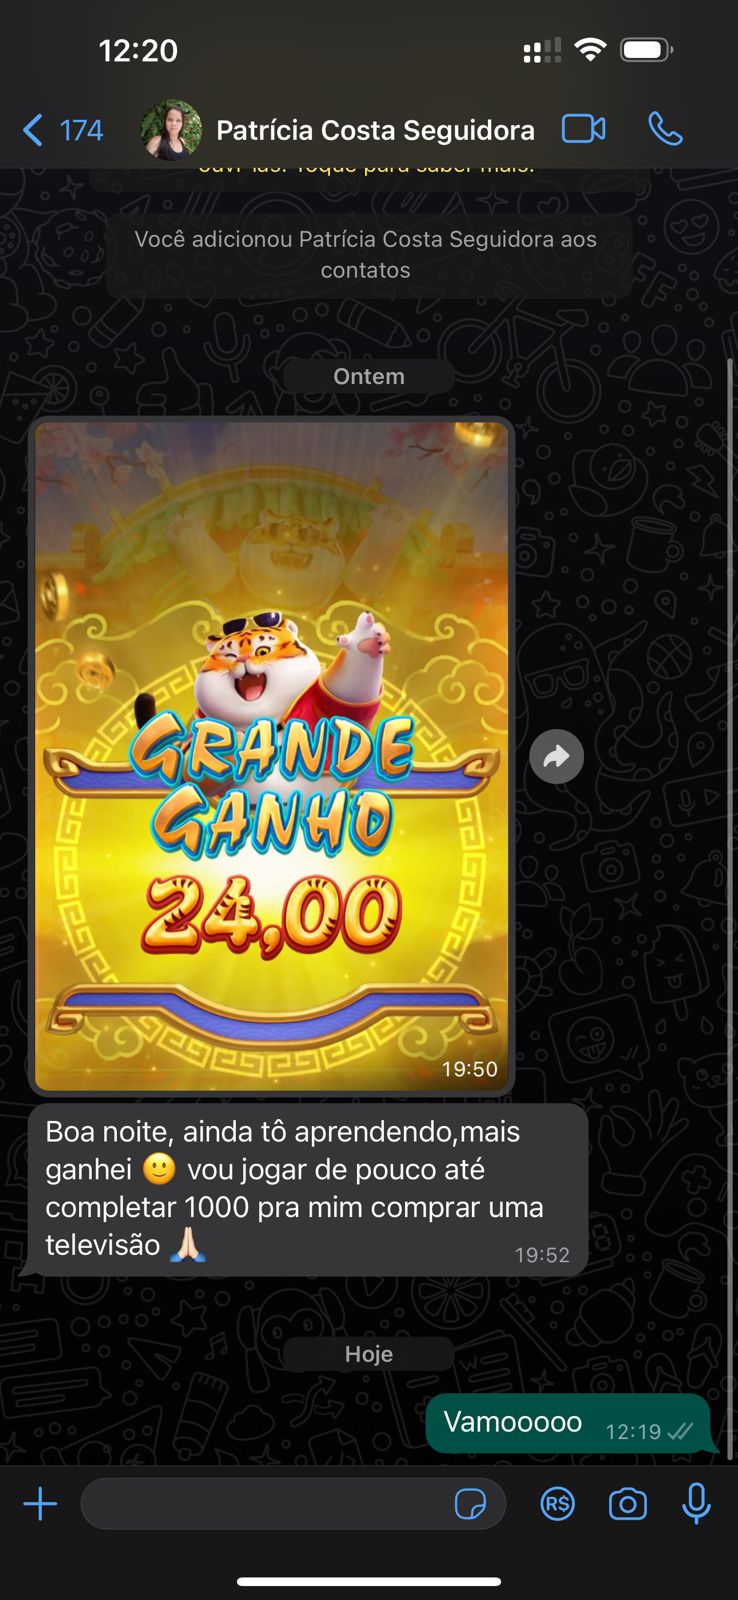 12:20
174
Patrícia Costa Seguidora
ouvi-las. Toque para saber mais.
Você adicionou Patrícia Costa Seguidora aos
contatos
Ontem
GRANDE
GANHO
24,00
19:50
Boa noite, ainda tô aprendendo,mais
ganhei 🙂 vou jogar de pouco até
completar 1000 pra mim comprar uma
televisão 🙏🏻
19:52
Hoje
Vamooooo
12:19
R$